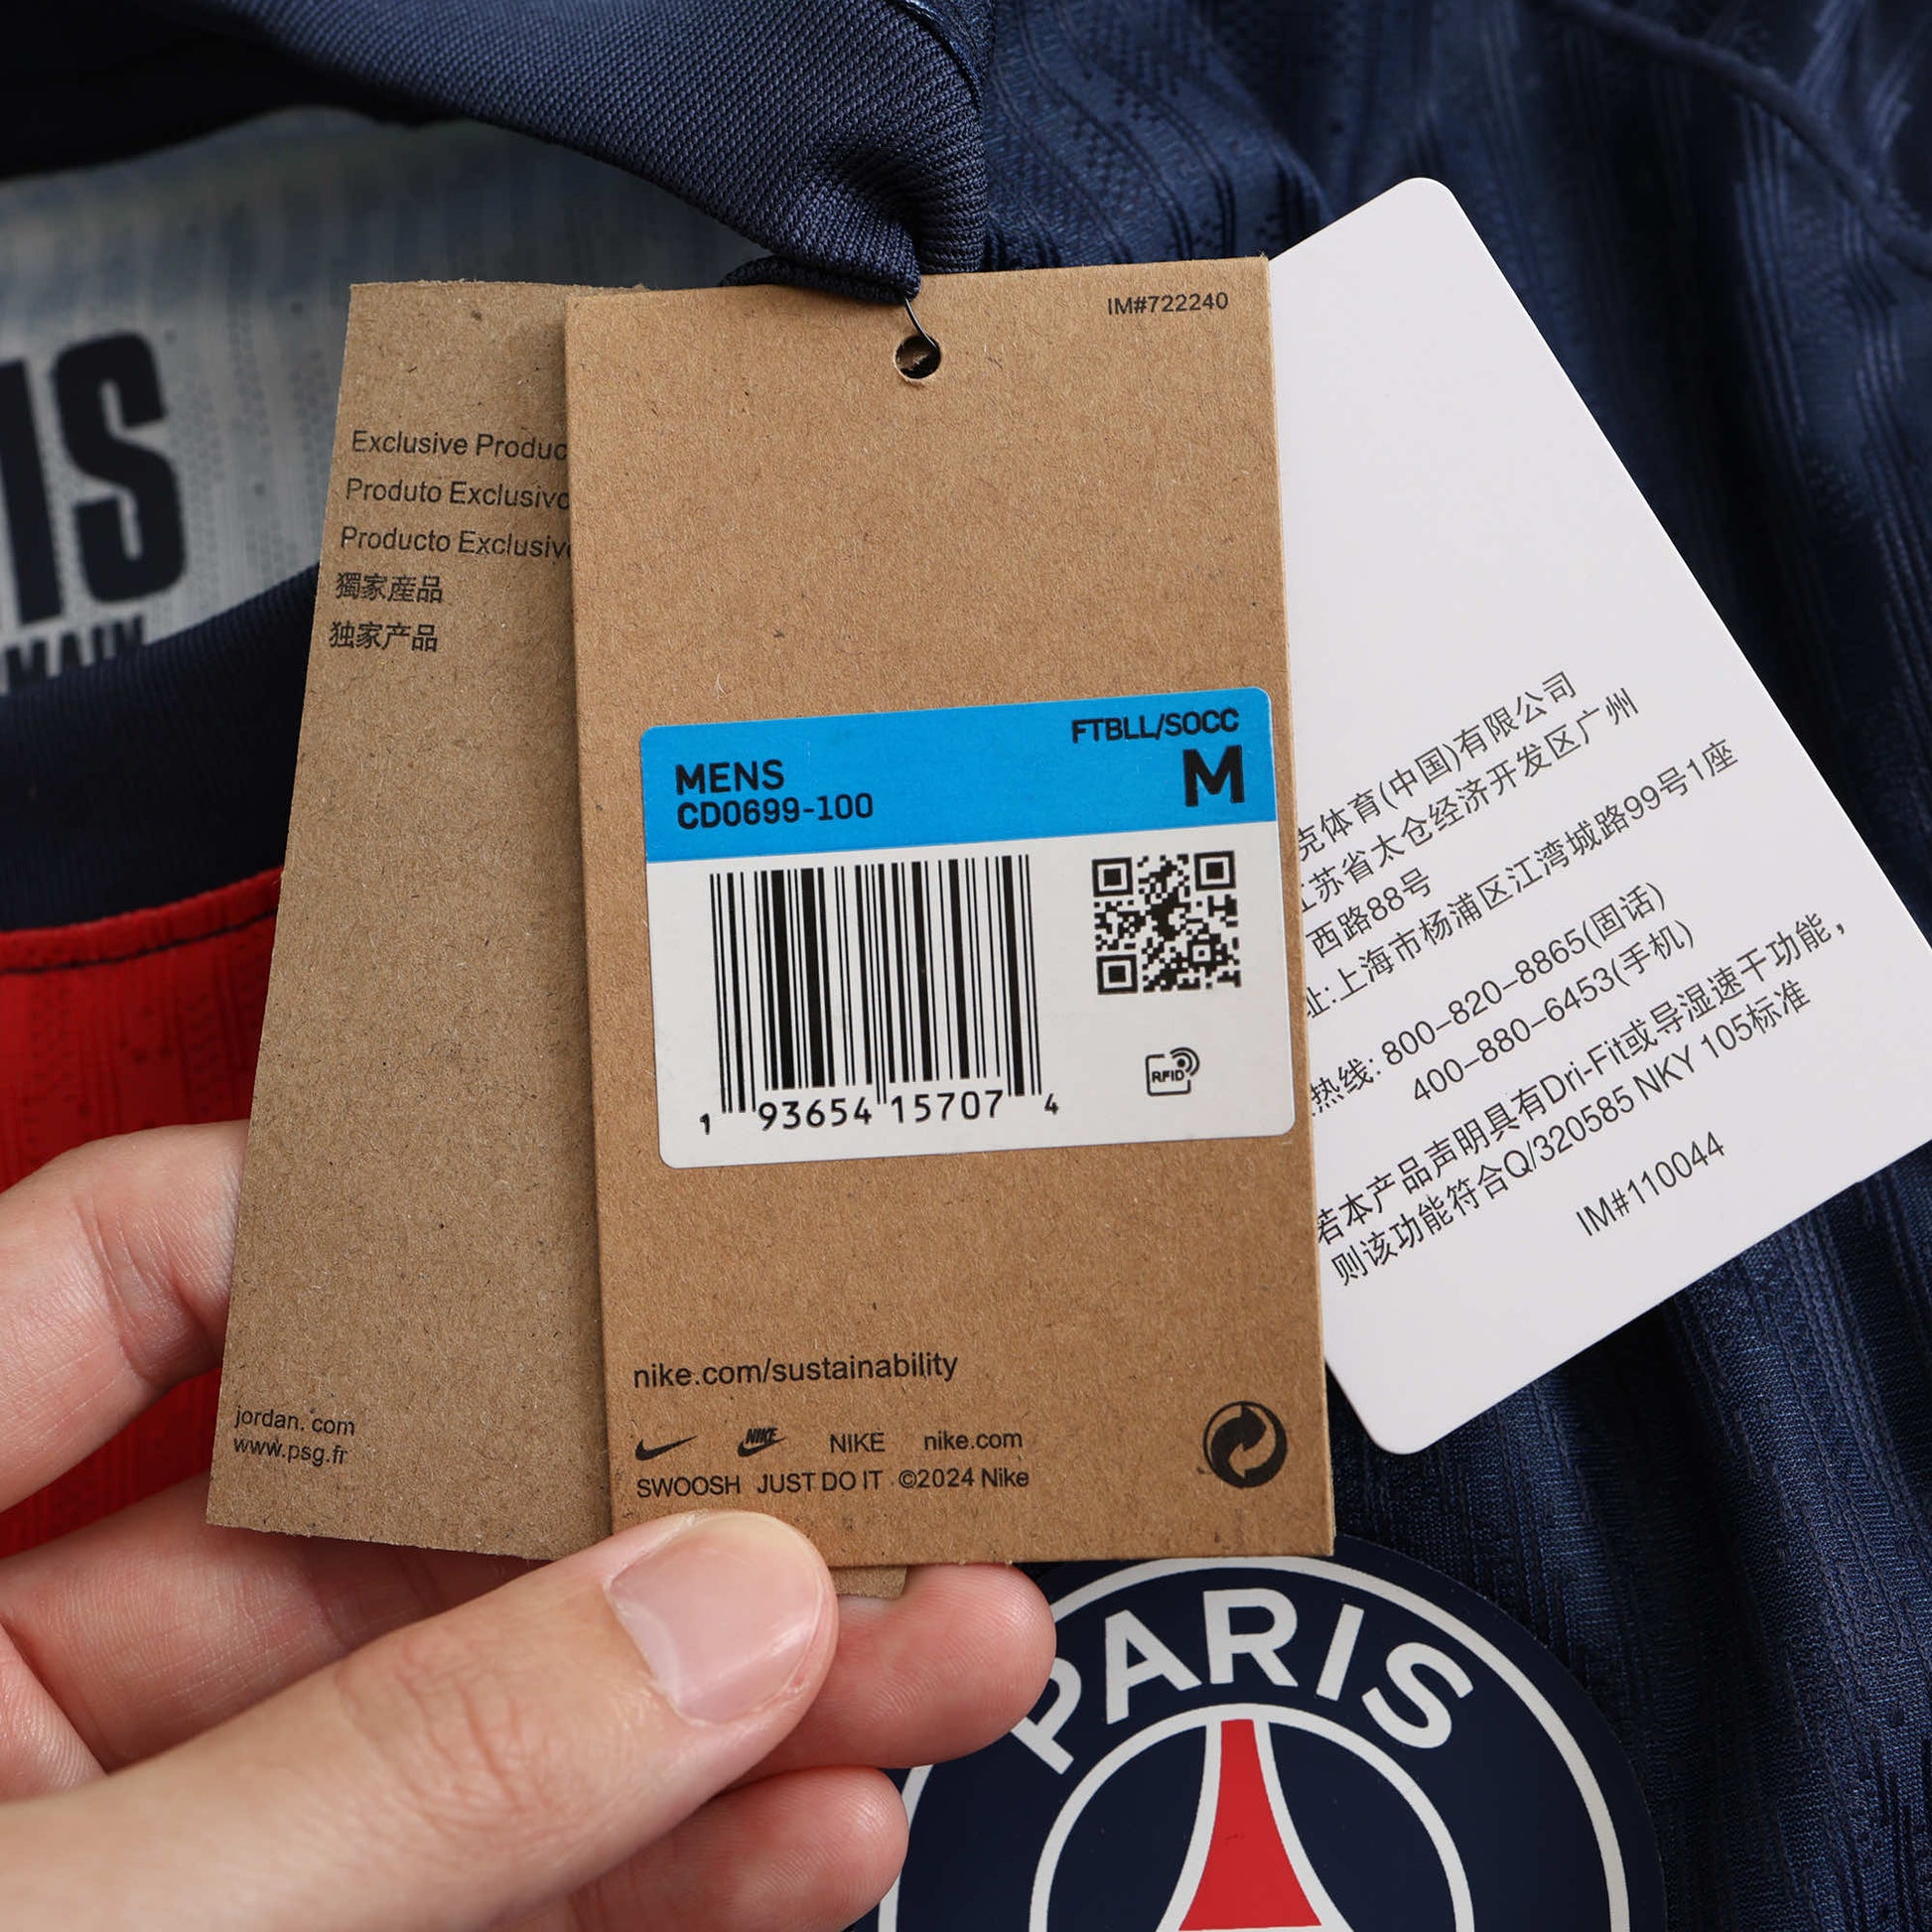 IS
IM#722240
Exclusive Produc
Produto Exclusivo
Producto Exclusivo
獨家産品
独家产品
jordan. com
www.psg.fr
FTBLL/SOCC
MENS
M
CD0699-100
1 93654 15707 4
RFID
nike.com/sustainability
NIKE NIKE nike.com
SWOOSH JUST DO IT ©2024 Nike
克体育(中国)有限公司
江苏省太仓经济开发区广州
西路88号
址:上海市杨浦区江湾城路99号1座
热线: 800-820-8865(固话)
400-880-6453(手机)
若本产品声明具有Dri-Fit或导湿速干功能，
则该功能符合Q/320585 NKY 105标准
IM#110044
PARIS